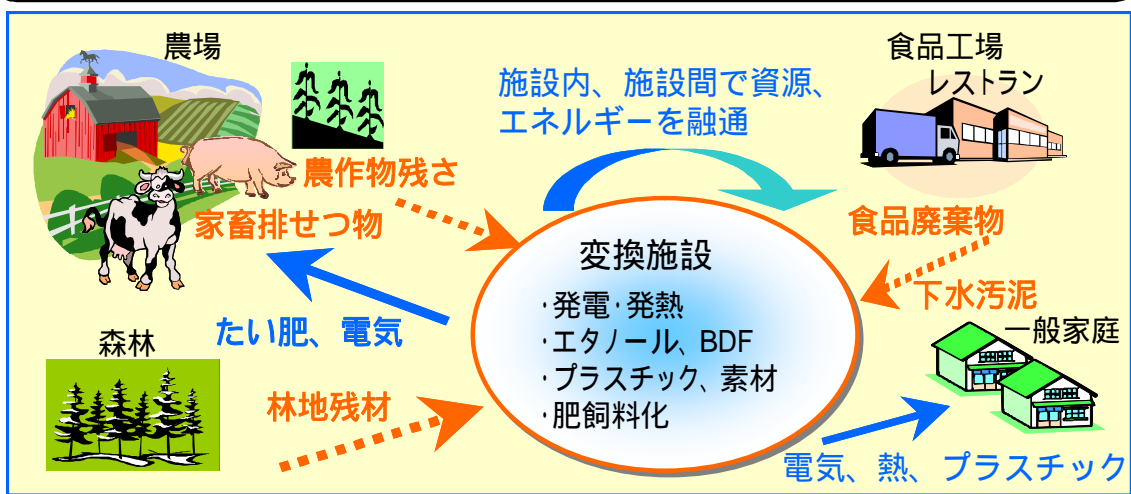 農場
食品工場
レストラン
施設内、施設間で資源、
エネルギーを融通
農作物残さ
家畜排せつ物
食品廃棄物
下水汚泥
変換施設
・発電・発熱
・エタノール、BDF
・プラスチック、素材
・肥飼料化
たい肥、電気
森林
林地残材
一般家庭
電気、熱、プラスチック